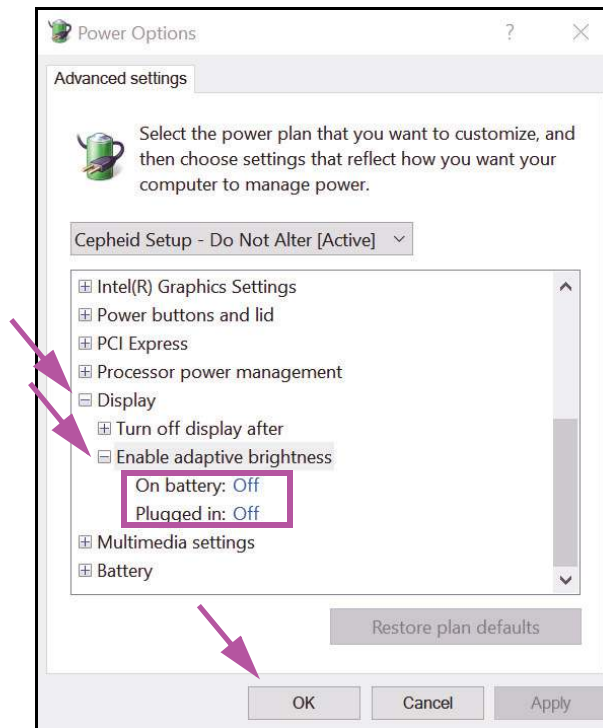 Power Options
Advanced settings
Select the power plan that you want to customize, and
then choose settings that reflect how you want your
computer to manage power.
Cepheid Setup - Do Not Alter [Active]
Intel(R) Graphics Settings
Power buttons and lid
PCI Express
Processor power management
Display
Turn off display after
Enable adaptive brightness
On battery: Off
Plugged in: Off
Multimedia settings
Battery
Restore plan defaults
OK Cancel Apply